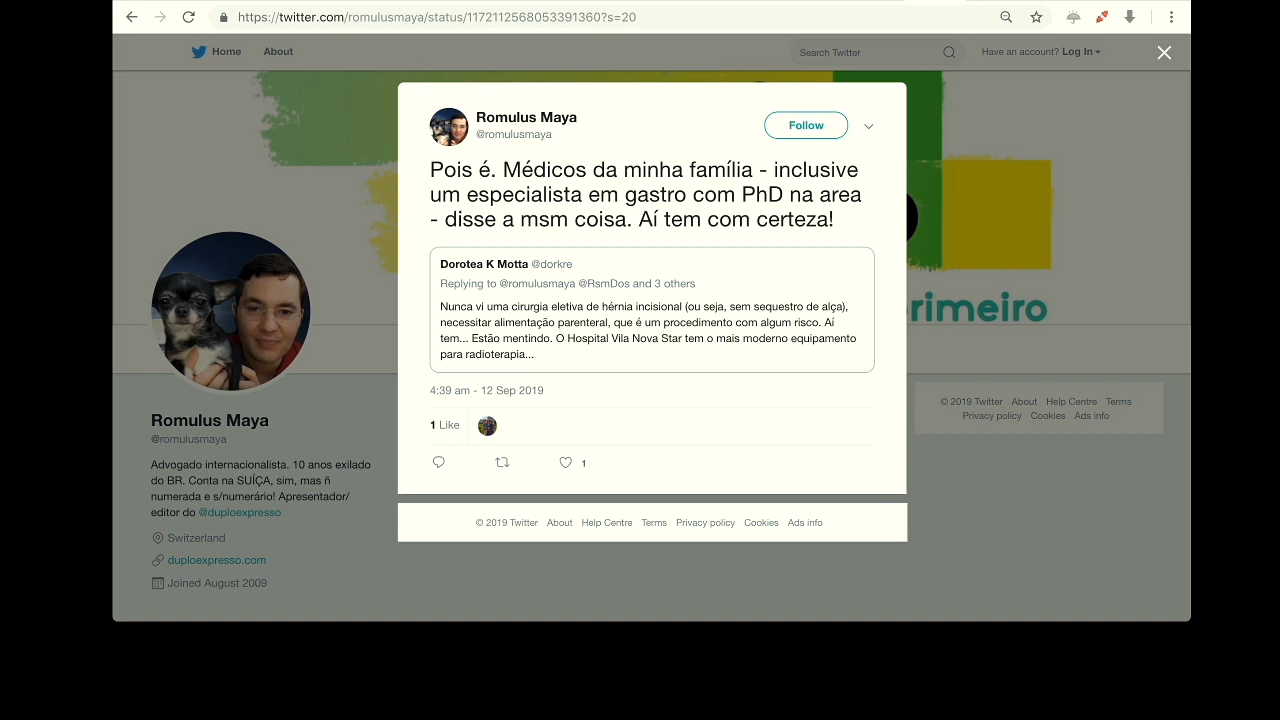 https://twitter.com/romulusmaya/status/1172112568053391360?s=20
Home About
Search Twitter
Have an account? Log In
Romulus Maya
@romulusmaya
Follow
Pois é. Médicos da minha família - inclusive
um especialista em gastro com PhD na area
- disse a msm coisa. Aí tem com certeza!
Dorotea K Motta @dorkre
Replying to @romulusmaya @RsmDos and 3 others
Nunca vi uma cirurgia eletiva de hérnia incisional (ou seja, sem sequestro de alça),
necessitar alimentação parenteral, que é um procedimento com algum risco. Aí
tem... Estão mentindo. O Hospital Vila Nova Star tem o mais moderno equipamento
para radioterapia...
4:39 am - 12 Sep 2019
1 Like
1
© 2019 Twitter About Help Centre Terms Privacy policy Cookies Ads info
rimeiro
Romulus Maya
@romulusmaya
Advogado internacionalista. 10 anos exilado
do BR. Conta na SUÍÇA, sim, mas ñ
numerada e s/numerário! Apresentador/
editor do @duploexpresso
Switzerland
duploexpresso.com
Joined August 2009
© 2019 Twitter About Help Centre Terms
Privacy policy Cookies Ads info